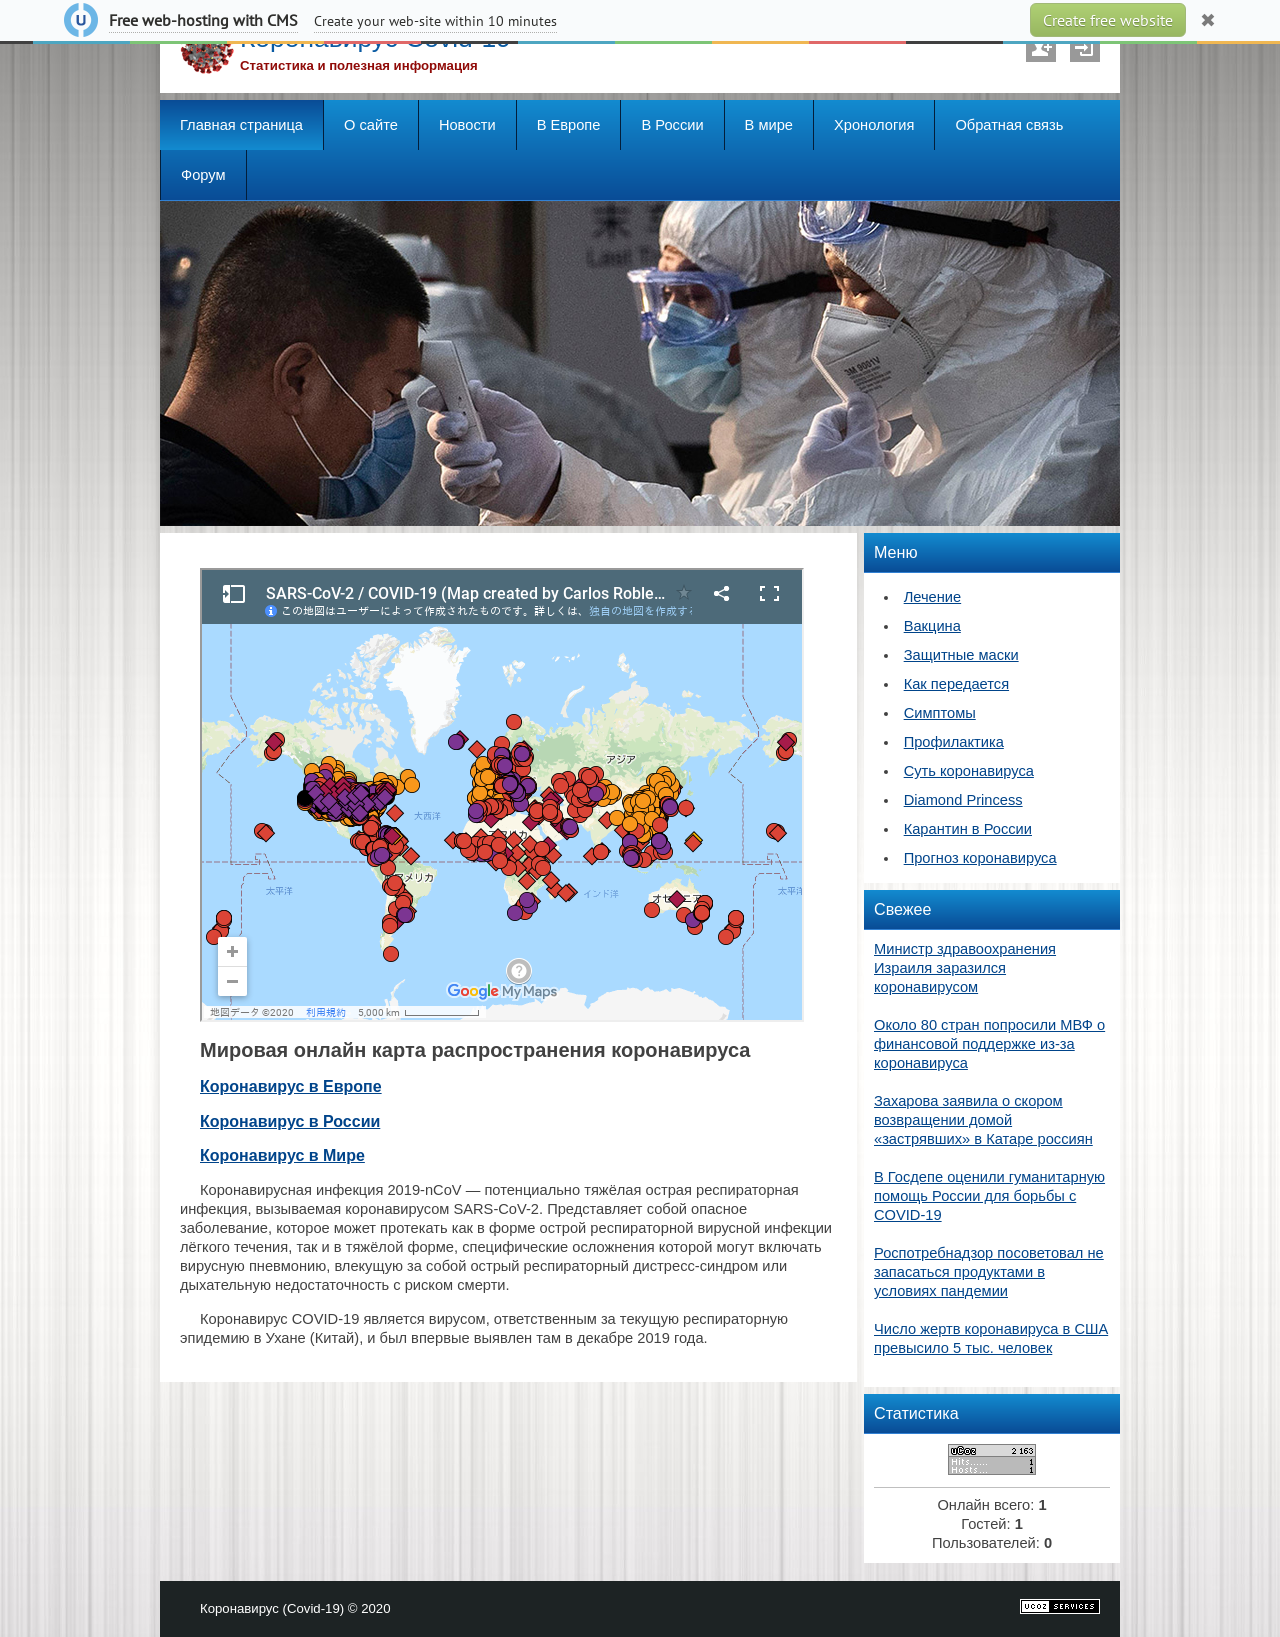 Free web-hosting with CMS
Create your web-site within 10 minutes
Create free website
Коронавирус Covid-19
Статистика и полезная информация
Главная страница
О сайте
Новости
В Европе
В России
В мире
Хронология
Обратная связь
Форум
3M 9001V
SARS-CoV-2 / COVID-19 (Map created by Carlos Roble...
この地図はユーザーによって作成されたものです。詳しくは、独自の地図を作成する
アジア
大西洋
太平洋
インド洋
太平洋
Google My Maps
地図データ ©2020
利用規約
5,000 km
Мировая онлайн карта распространения коронавируса
Коронавирус в Европе
Коронавирус в России
Коронавирус в Мире
Коронавирусная инфекция 2019-nCoV — потенциально тяжёлая острая респираторная
инфекция, вызываемая коронавирусом SARS-CoV-2. Представляет собой опасное
заболевание, которое может протекать как в форме острой респираторной вирусной инфекции
лёгкого течения, так и в тяжёлой форме, специфические осложнения которой могут включать
вирусную пневмонию, влекущую за собой острый респираторный дистресс-синдром или
дыхательную недостаточность с риском смерти.
Коронавирус COVID-19 является вирусом, ответственным за текущую респираторную
эпидемию в Ухане (Китай), и был впервые выявлен там в декабре 2019 года.
Меню
Лечение
Вакцина
Защитные маски
Как передается
Симптомы
Профилактика
Суть коронавируса
Diamond Princess
Карантин в России
Прогноз коронавируса
Свежее
Министр здравоохранения
Израиля заразился
коронавирусом
Около 80 стран попросили МВФ о
финансовой поддержке из-за
коронавируса
Захарова заявила о скором
возвращении домой
«застрявших» в Катаре россиян
В Госдепе оценили гуманитарную
помощь России для борьбы с
COVID-19
Роспотребнадзор посоветовал не
запасаться продуктами в
условиях пандемии
Число жертв коронавируса в США
превысило 5 тыс. человек
Статистика
uCoz 2 163
Hits...... 1
Hosts... 1
Онлайн всего: 1
Гостей: 1
Пользователей: 0
Коронавирус (Covid-19) © 2020
UCOZ SERVICES